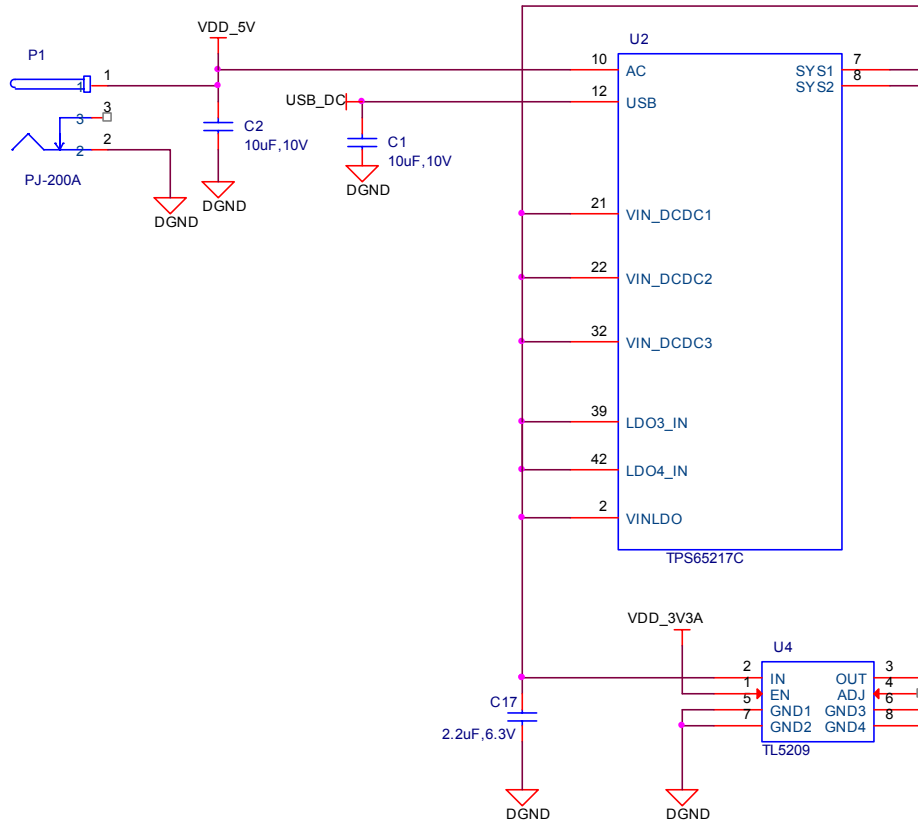 VDD_5V
P1
1
1
3
3
2
2
PJ-200A
DGND
C2
10uF,10V
DGND
USB_DC
C1
10uF,10V
DGND
U2
10
AC
12
USB
SYS1
7
SYS2
8
21
VIN_DCDC1
22
VIN_DCDC2
32
VIN_DCDC3
39
LDO3_IN
42
LDO4_IN
2
VINLDO
TPS65217C
VDD_3V3A
U4
2
IN
1
EN
5
GND1
7
GND2
OUT
3
ADJ
4
GND3
6
GND4
8
TL5209
C17
2.2uF,6.3V
DGND
DGND